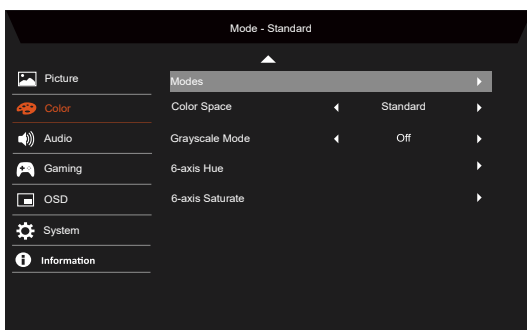 Mode - Standard
Picture
Color
Audio
Gaming
OSD
System
Information
Modes
Color Space Standard
Grayscale Mode Off
6-axis Hue
6-axis Saturate